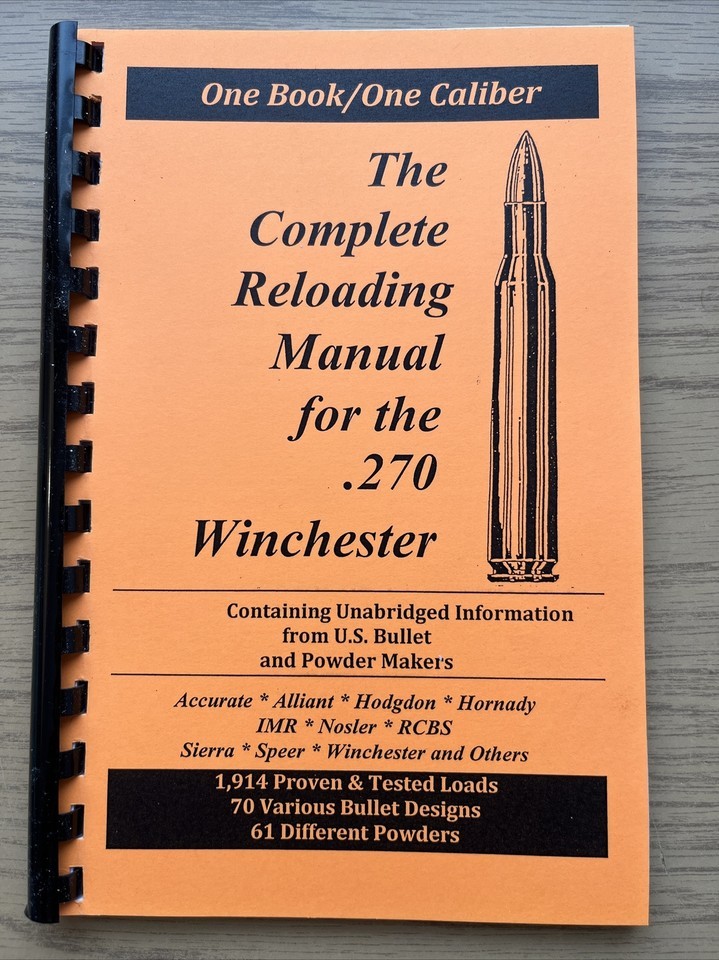 One Book/One Caliber
The
Complete
Reloading
Manual
for the
.270
Winchester
Containing Unabridged Information
from U.S. Bullet
and Powder Makers
Accurate * Alliant * Hodgdon * Hornady
IMR * Nosler * RCBS
Sierra * Speer * Winchester and Others
1,914 Proven & Tested Loads
70 Various Bullet Designs
61 Different Powders